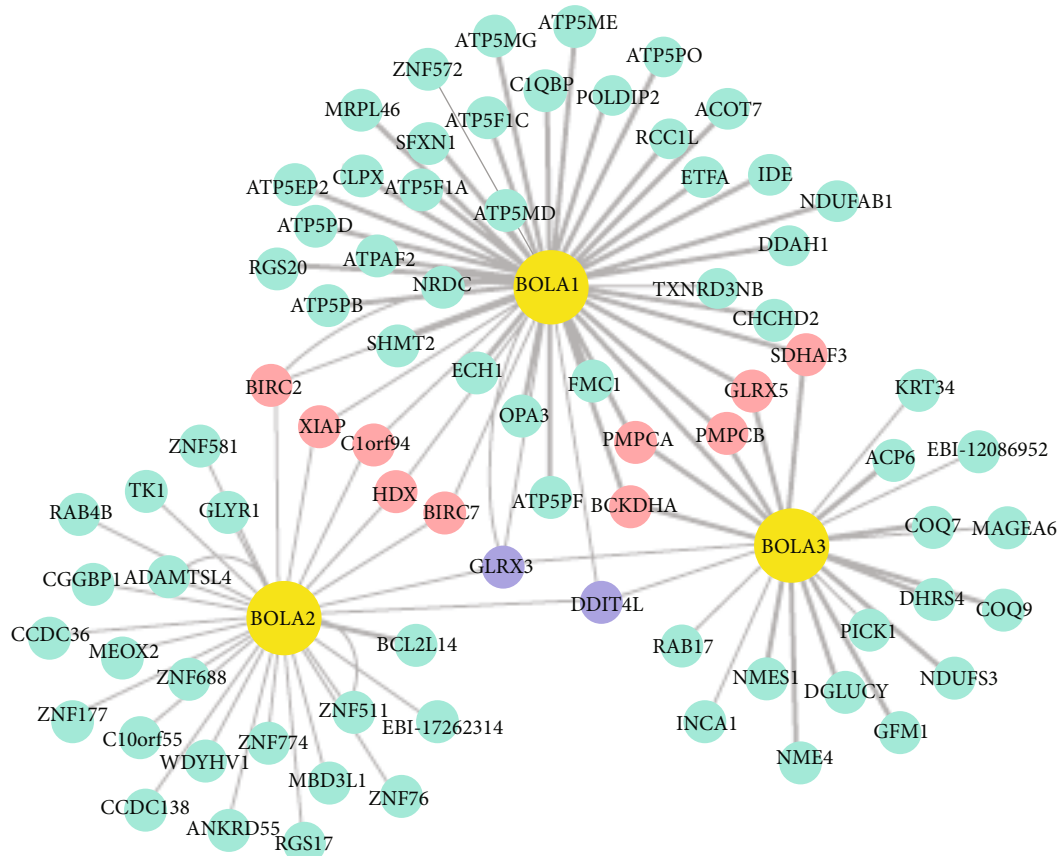 ATP5ME
ATP5MG
ATP5PO
ZNF572
C1QBP
POLDIP2
MRPL46
ATP5F1C
ACOT7
SFXN1
RCC1L
CLPX
ATP5F1A
ETFA
IDE
ATP5EP2
NDUFAB1
ATP5MD
ATP5PD
DDAH1
ATPAF2
RGS20
NRDC
BOLA1
TXNRD3NB
ATP5PB
CHCHD2
SHMT2
SDHAF3
ECH1
FMC1
BIRC2
GLRX5
KRT34
OPA3
XIAP
C1orf94
PMPCA
PMPCB
ZNF581
EBI-12086952
ACP6
TK1
HDX
ATP5PF
BCKDHA
RAB4B
GLYR1
BIRC7
COQ7
MAGEA6
BOLA3
GLRX3
CGGBP1
ADAMTSL4
DHRS4
COQ9
DDIT4L
BOLA2
CCDC36
PICK1
MEOX2
BCL2L14
RAB17
ZNF688
NMES1
NDUFS3
DGLUCY
ZNF177
ZNF511
EBI-17262314
INCA1
C10orf55
ZNF774
GFM1
WDYHV1
NME4
MBD3L1
ZNF76
CCDC138
ANKRD55
RGS17